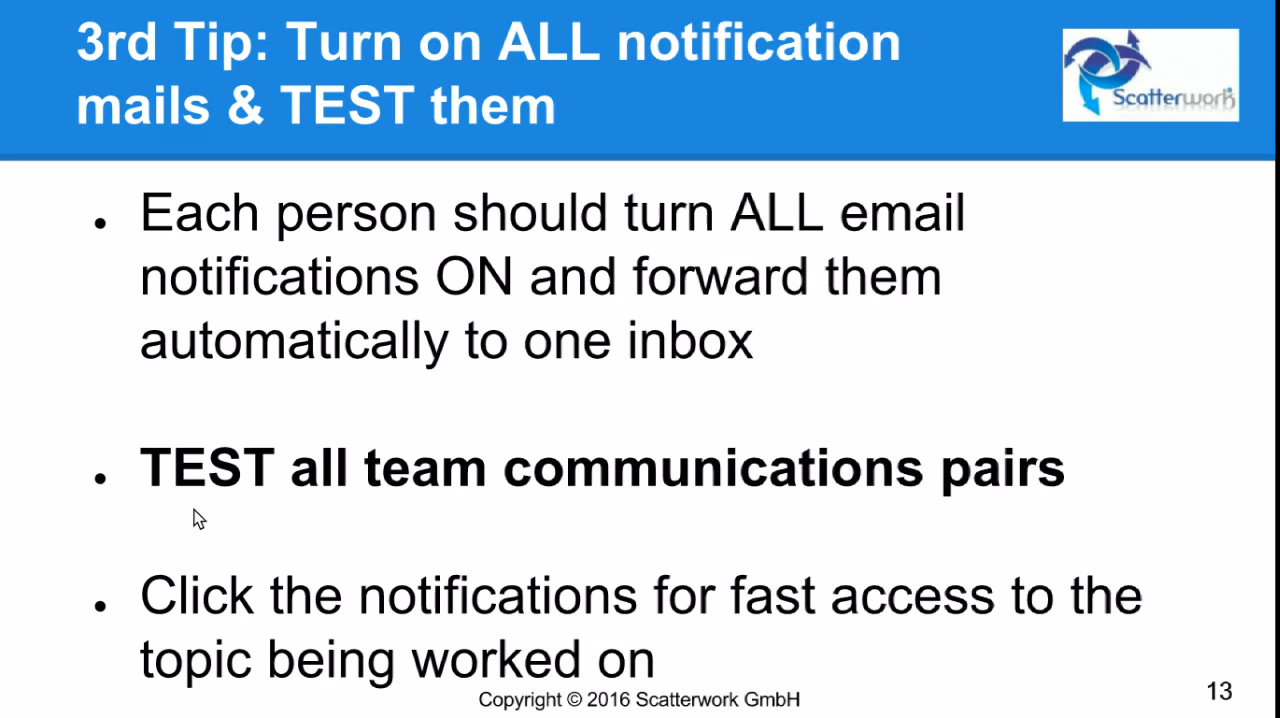 3rd Tip: Turn on ALL notification
mails & TEST them
Scatterwork
• Each person should turn ALL email
notifications ON and forward them
automatically to one inbox
• TEST all team communications pairs
• Click the notifications for fast access to the
topic being worked on
Copyright © 2016 Scatterwork GmbH
13